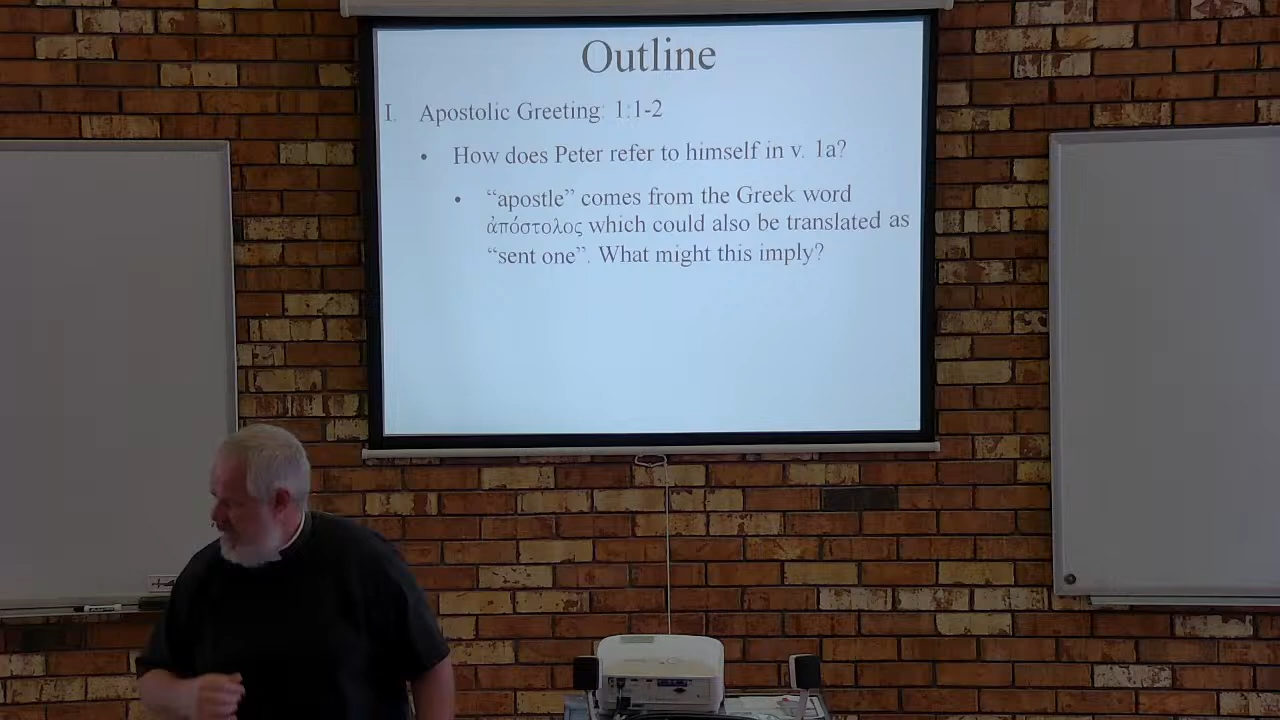 Outline
I. Apostolic Greeting: 1:1-2
• How does Peter refer to himself in v. 1a?
• “apostle” comes from the Greek word
ἀπόστολος which could also be translated as
“sent one”. What might this imply?